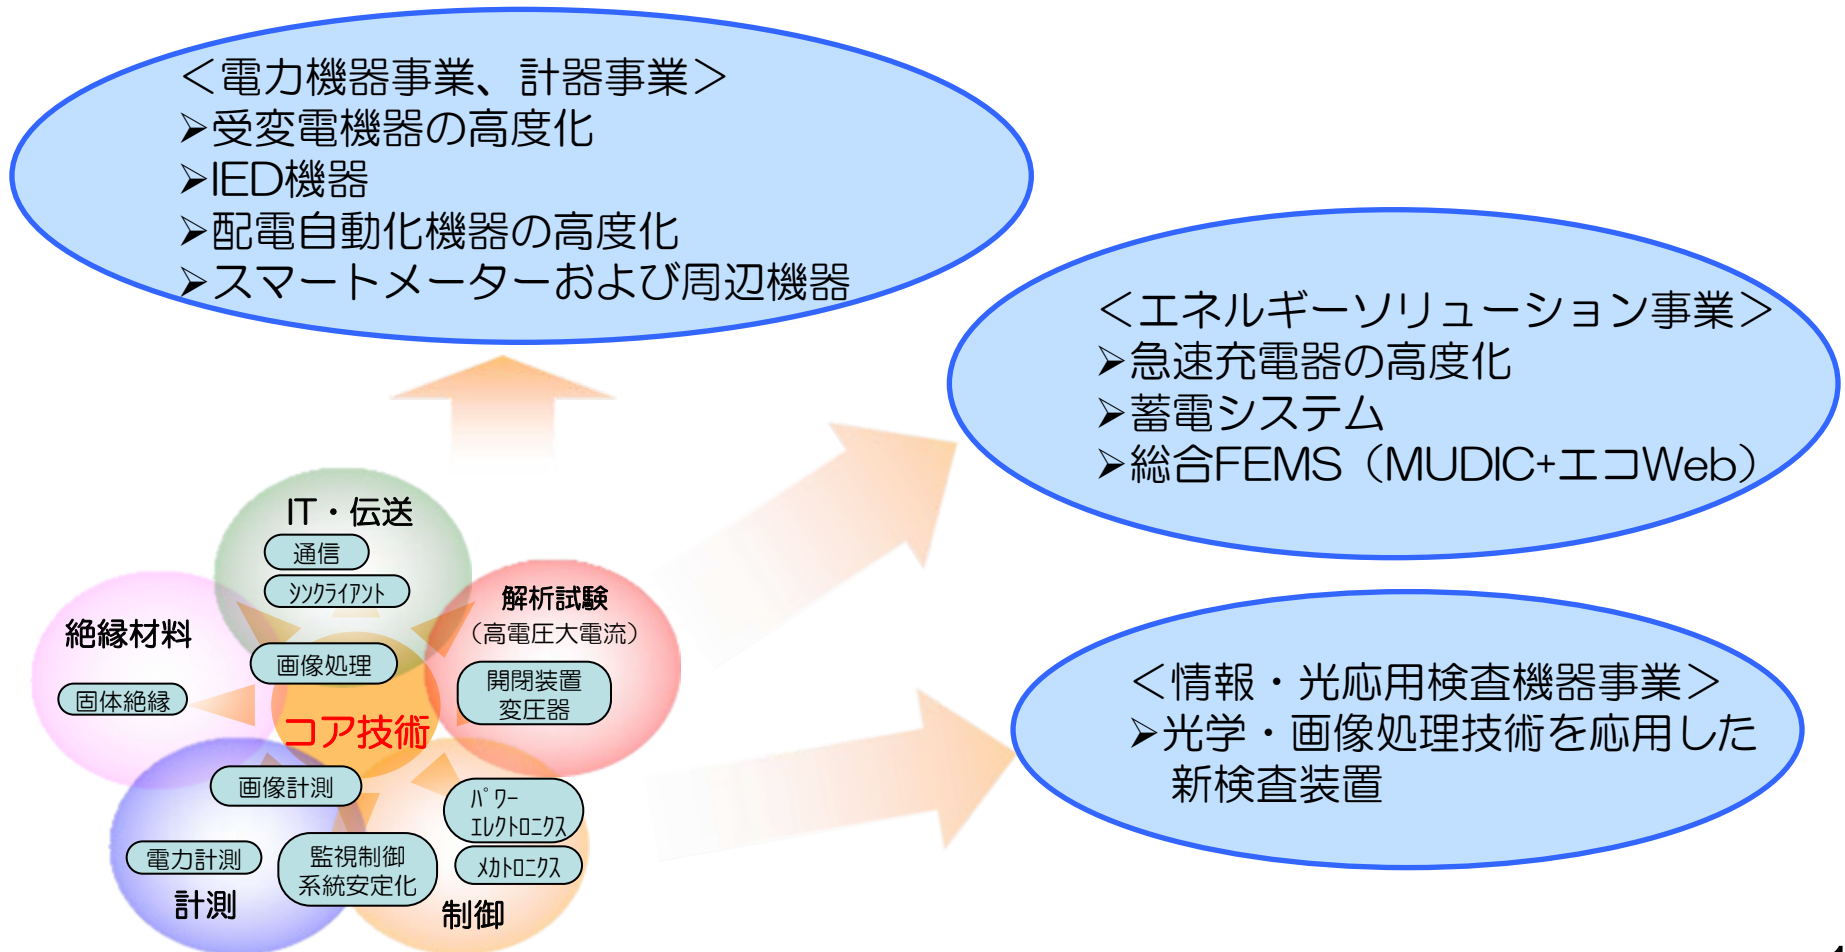 ＜電力機器事業、計器事業＞
➢受変電機器の高度化
➢IED機器
➢配電自動化機器の高度化
➢スマートメーターおよび周辺機器
＜エネルギーソリューション事業＞
➢急速充電器の高度化
➢蓄電システム
➢総合FEMS（MUDIC+エコWeb）
＜情報・光応用検査機器事業＞
➢光学・画像処理技術を応用した
新検査装置
IT・伝送
通信
ｼﾝｸﾗｲｱﾝﾄ
画像処理
解析試験
（高電圧大電流）
開閉装置
変圧器
絶縁材料
固体絶縁
コア技術
画像計測
電力計測
計測
監視制御
系統安定化
ﾊﾟﾜｰ
ｴﾚｸﾄﾛﾆｸｽ
ﾒｶﾄﾛﾆｸｽ
制御